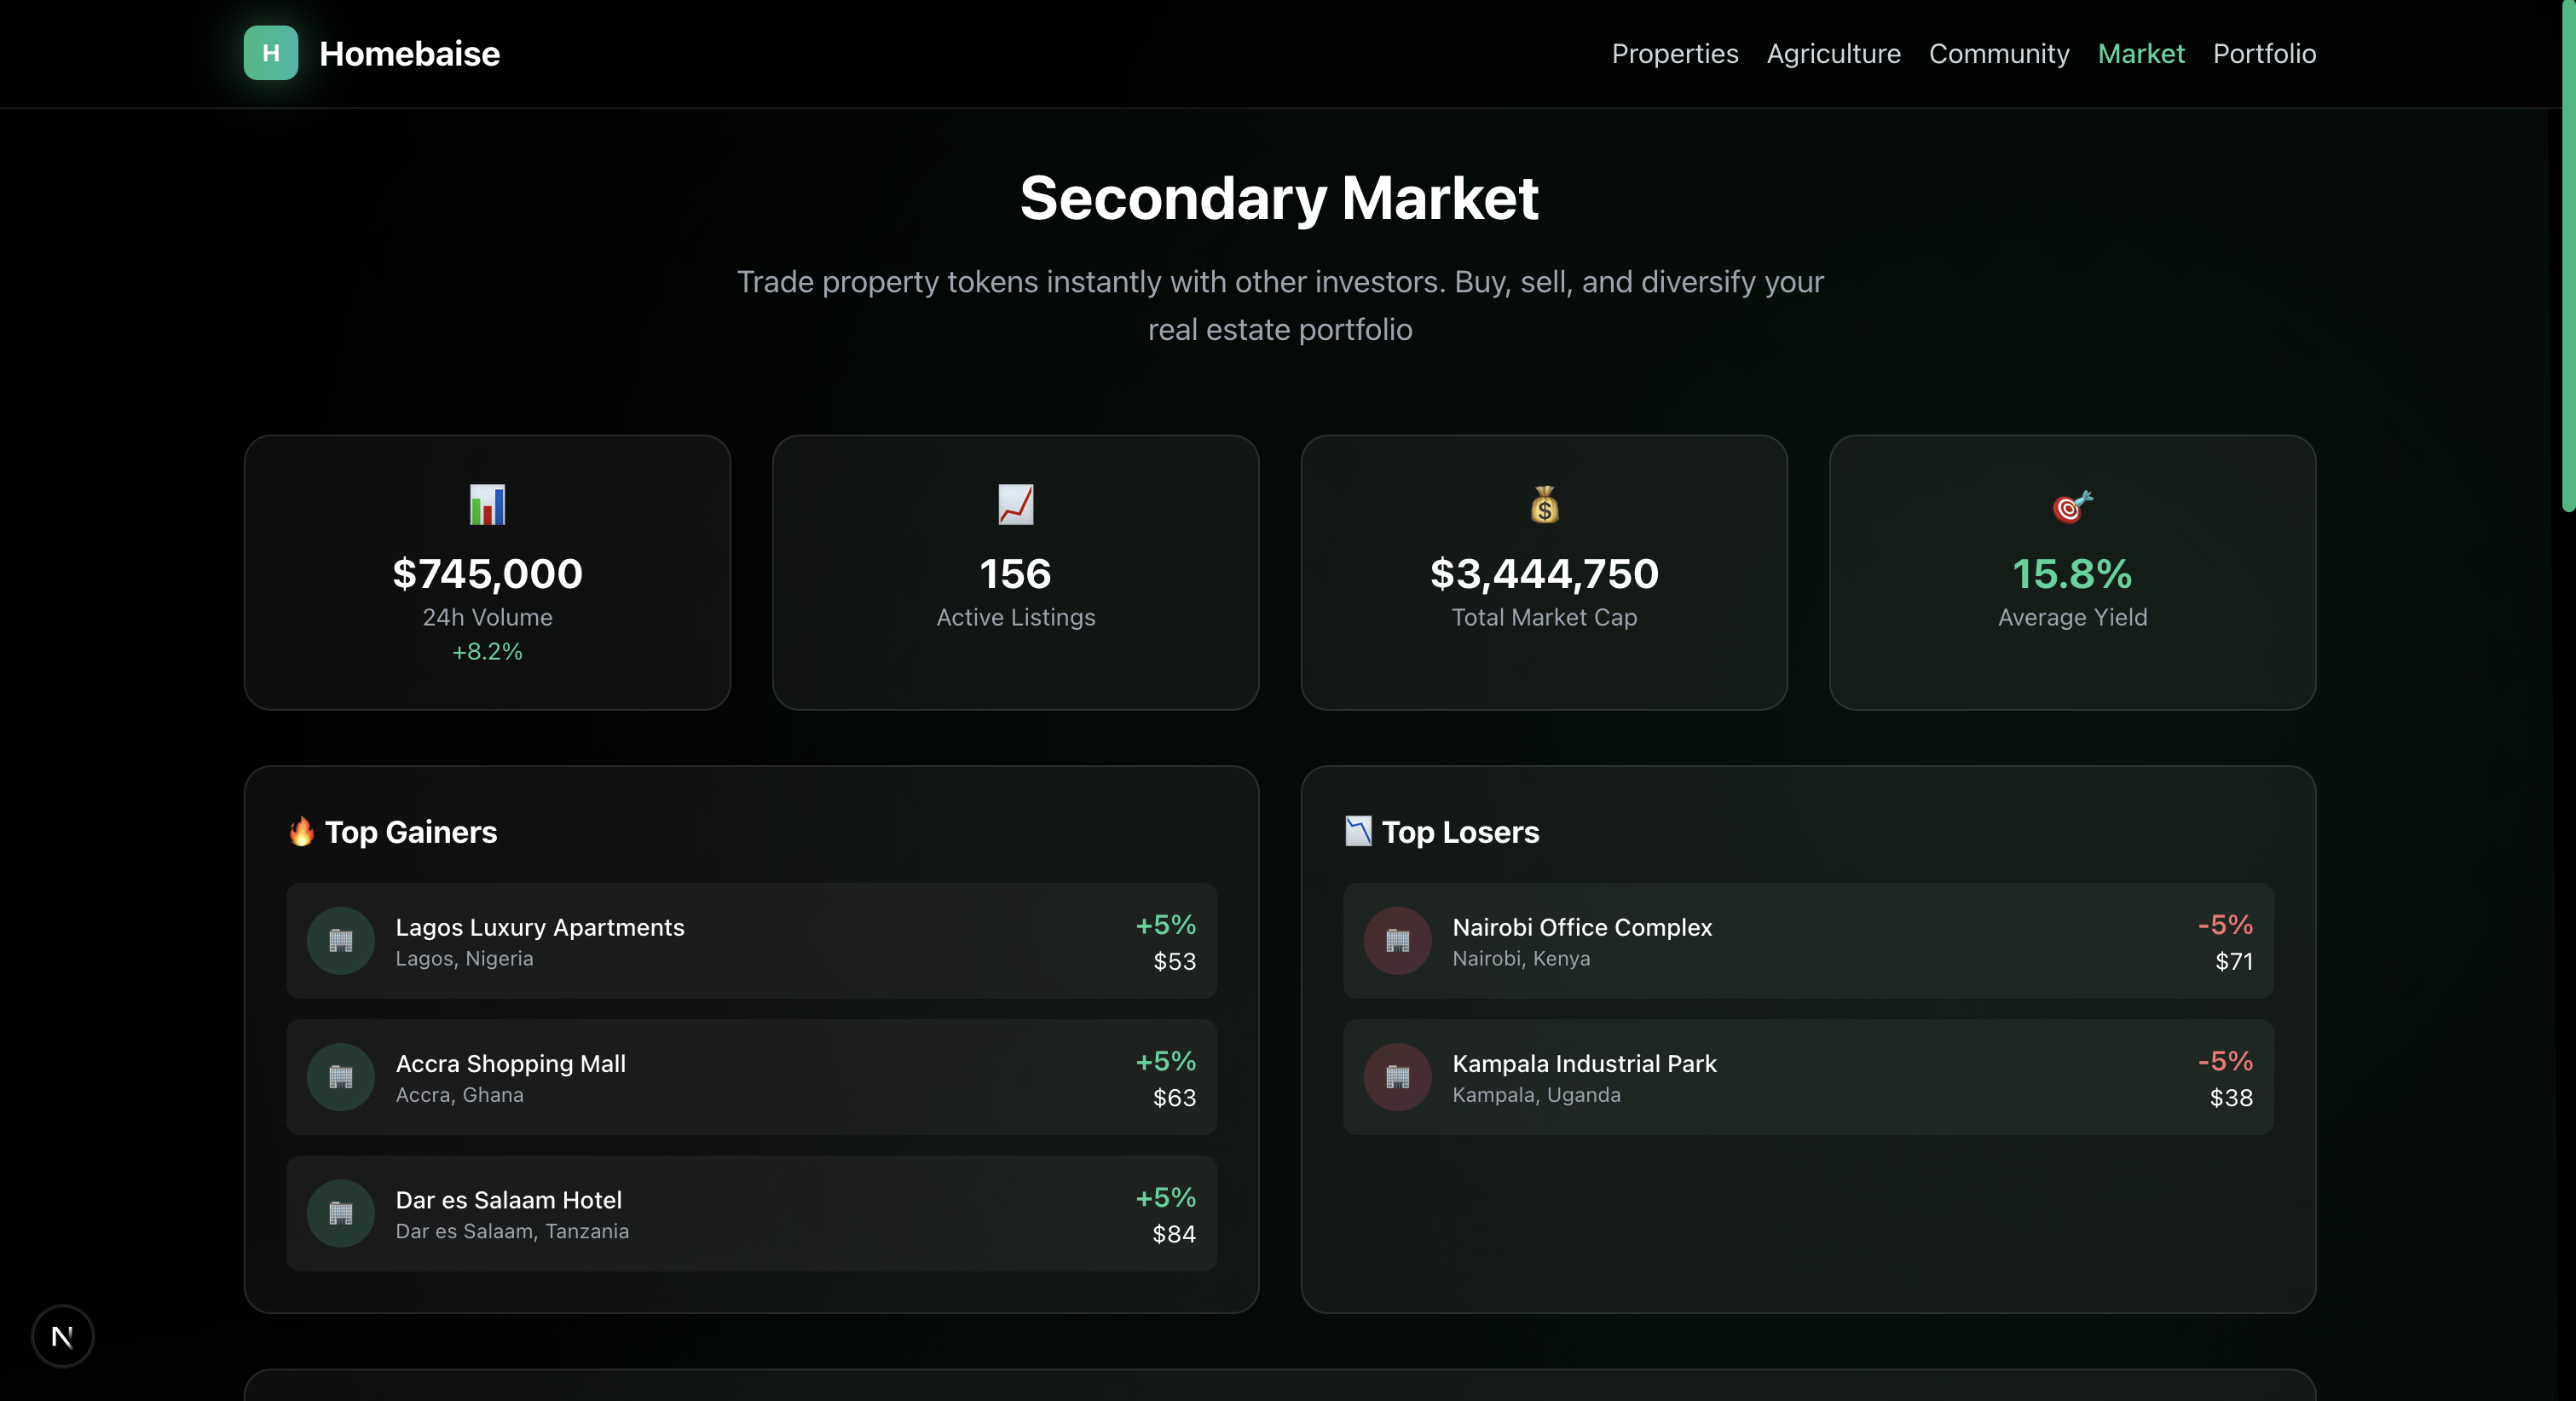 H
Homebaise
Properties
Agriculture
Community
Market
Portfolio
Secondary Market
Trade property tokens instantly with other investors. Buy, sell, and diversify your
real estate portfolio
$745,000
24h Volume
+8.2%
156
Active Listings
$3,444,750
Total Market Cap
15.8%
Average Yield
Top Gainers
Lagos Luxury Apartments
Lagos, Nigeria
+5%
$53
Accra Shopping Mall
Accra, Ghana
+5%
$63
Dar es Salaam Hotel
Dar es Salaam, Tanzania
+5%
$84
Top Losers
Nairobi Office Complex
Nairobi, Kenya
-5%
$71
Kampala Industrial Park
Kampala, Uganda
-5%
$38
N